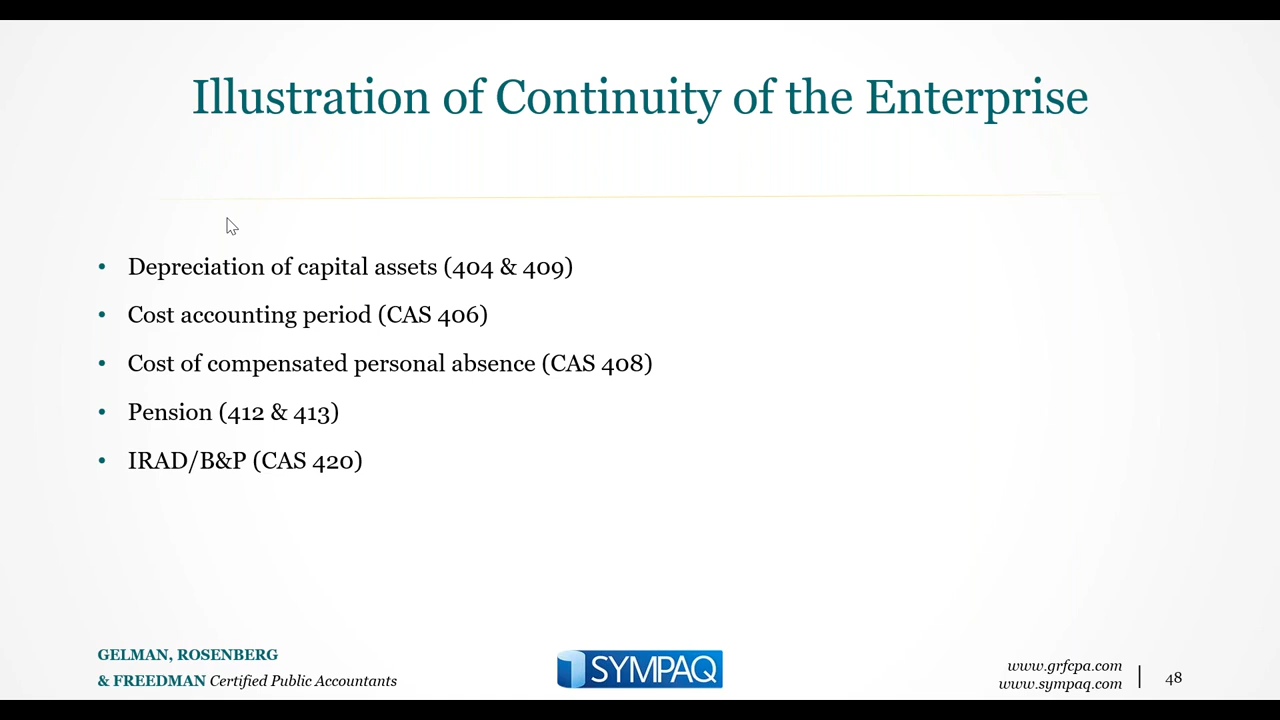 Illustration of Continuity of the Enterprise
• Depreciation of capital assets (404 & 409)
• Cost accounting period (CAS 406)
• Cost of compensated personal absence (CAS 408)
• Pension (412 & 413)
• IRAD/B&P (CAS 420)
GELMAN, ROSENBERG
& FREEDMAN Certified Public Accountants
SYMPAQ
www.grfcpa.com
www.sympaq.com
48